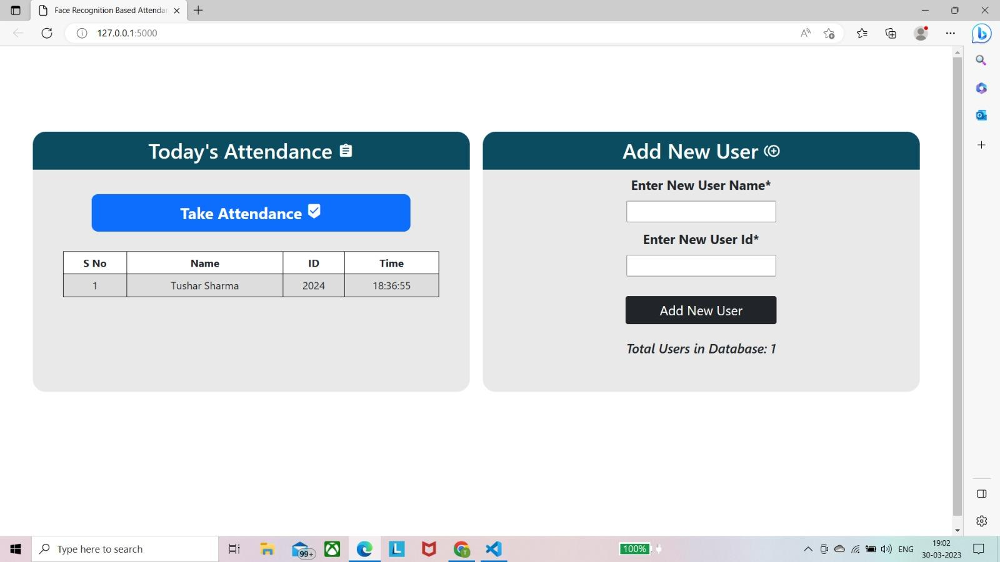 Face Recognition Based Attendar
127.0.0.1:5000
Today's Attendance
Take Attendance
S No Name ID Time
1 Tushar Sharma 2024 18:36:55
Add New User
Enter New User Name*
Enter New User Id*
Add New User
Total Users in Database: 1
Type here to search
99+
100%
ENG
19:02
30-03-2023